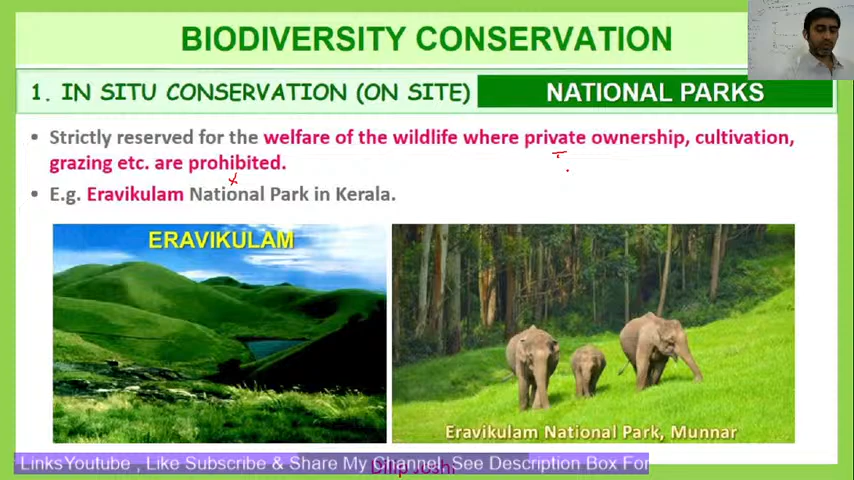 BIODIVERSITY CONSERVATION
1. IN SITU CONSERVATION (ON SITE)
NATIONAL PARKS
• Strictly reserved for the welfare of the wildlife where private ownership, cultivation,
grazing etc. are prohibited.
• E.g. Eravikulam National Park in Kerala.
ERAVIKULAM
Eravikulam National Park, Munnar
LinksYoutube , Like Subscribe & Share My Channel See Description Box For
Dilip Joshi